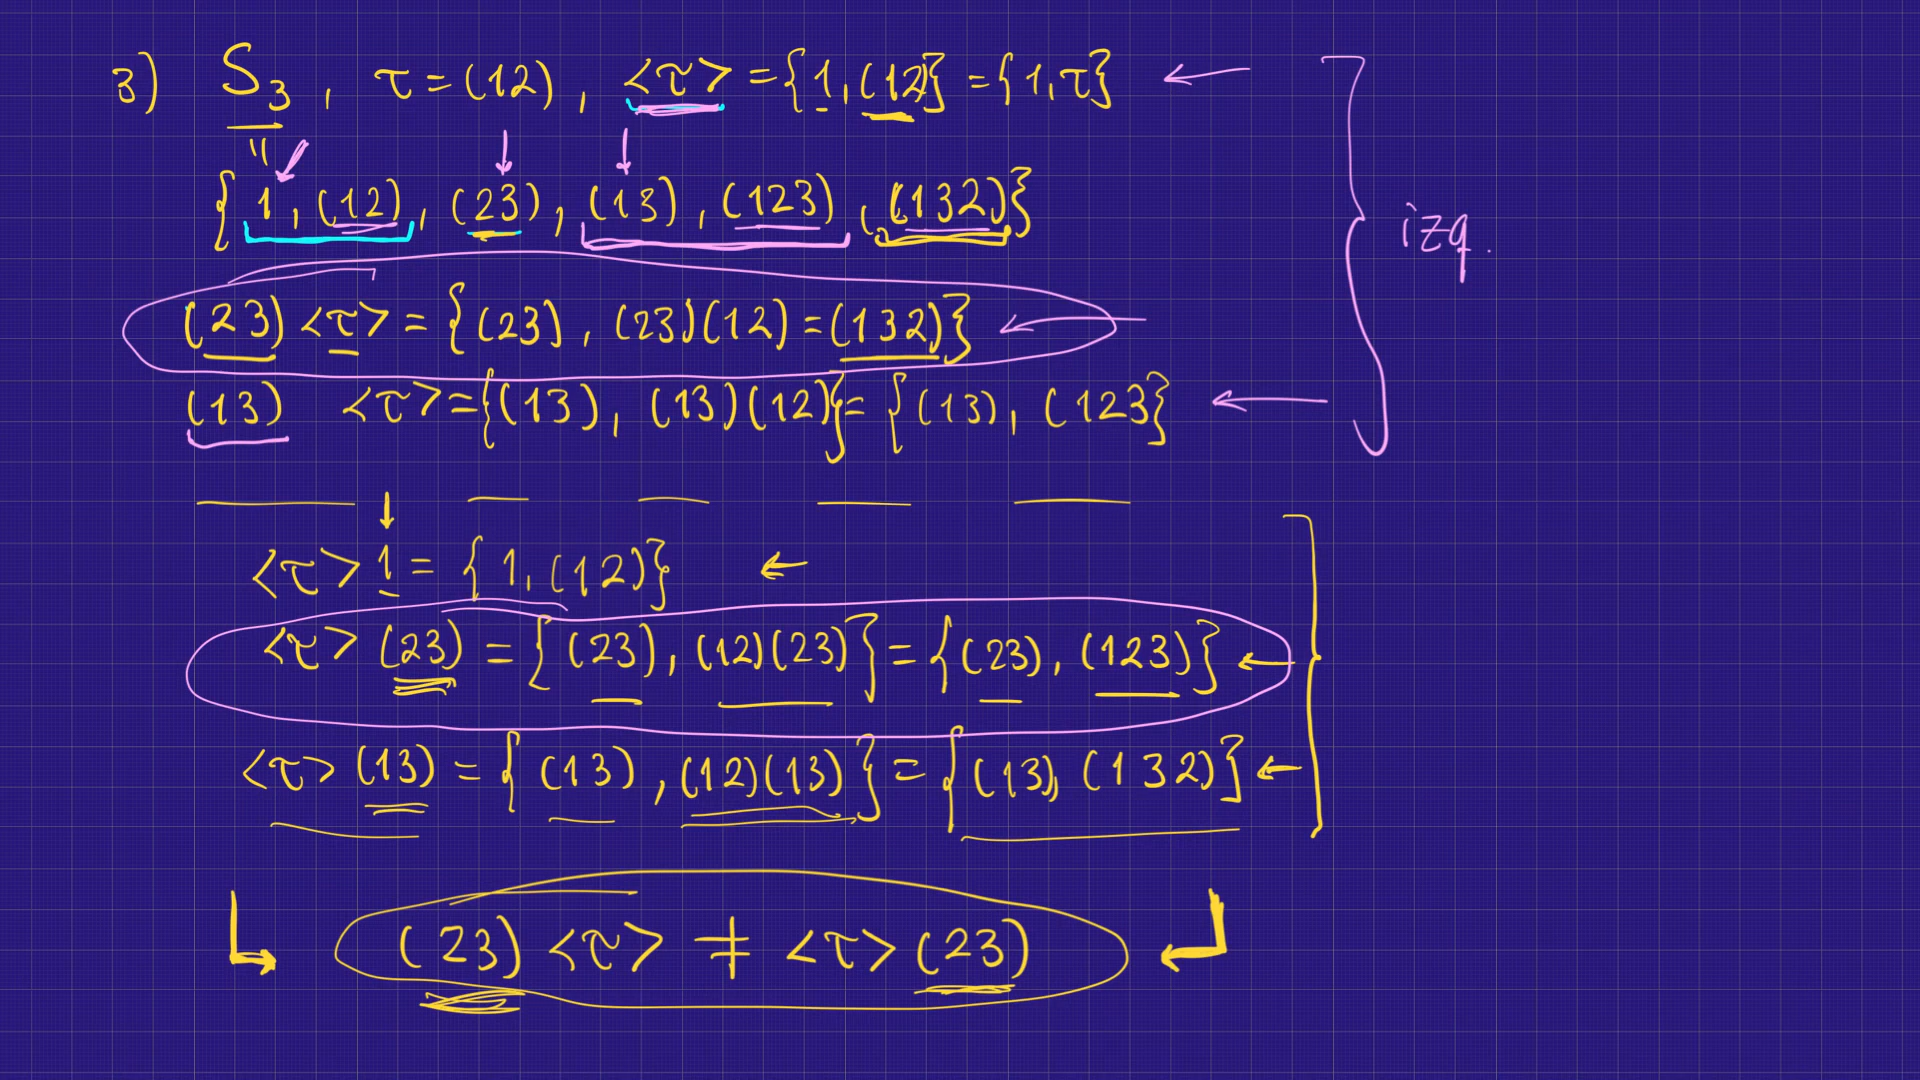 3) S₃, τ=(12), <τ>={1,(12)}={1,τ}
=
{1,(12),(23),(13),(123),(132)}
izq.
(23)<τ>={(23),(23)(12)=(132)}
(13) <τ>={(13),(13)(12)}={(13),(123)}
<τ>1={1,(12)}
<τ>(23)={(23),(12)(23)}={(23),(123)}
<τ>(13)={(13),(12)(13)}={(13),(132)}
(23)<τ>≠<τ>(23)